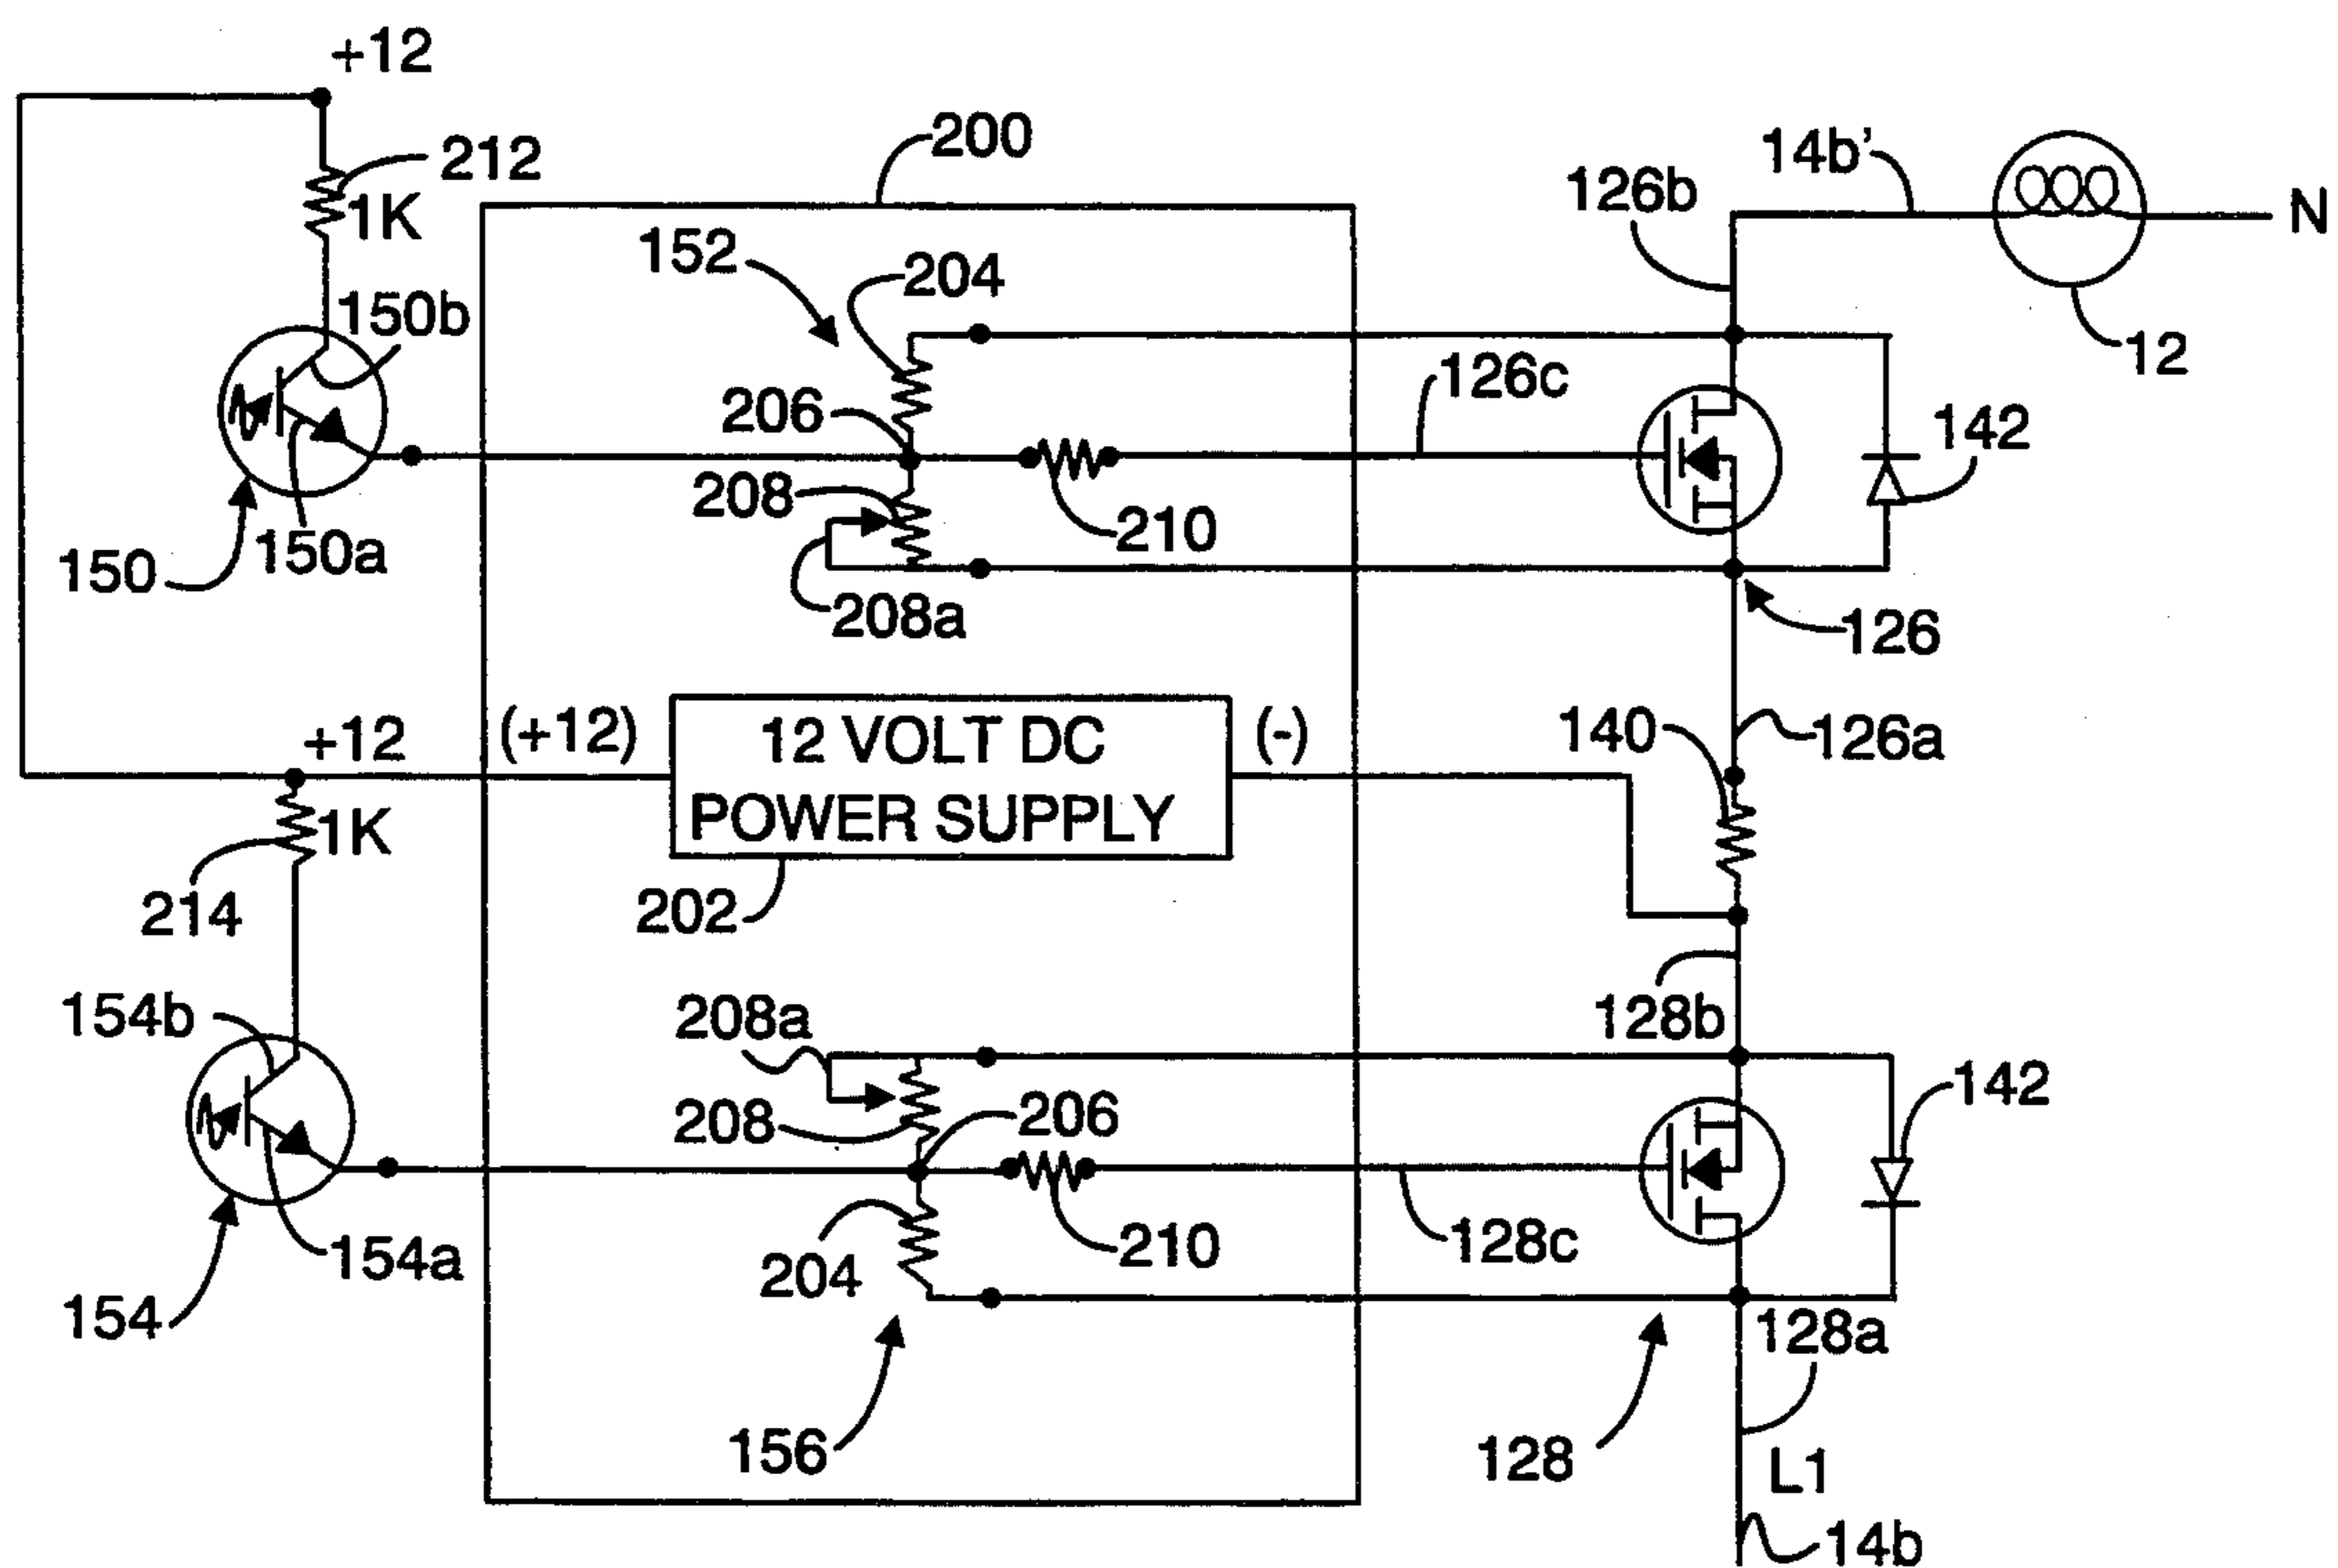 +12
212
1K
200
14b'
126b
N
152
204
150b
12
126c
206
142
208
210
150a
150
208a
126
+12
(+12)
12 VOLT DC
POWER SUPPLY
(-)
140
126a
1K
214
202
154b
208a
128b
142
208
206
154a
204
210
128c
154
128a
156
128
L1
14b